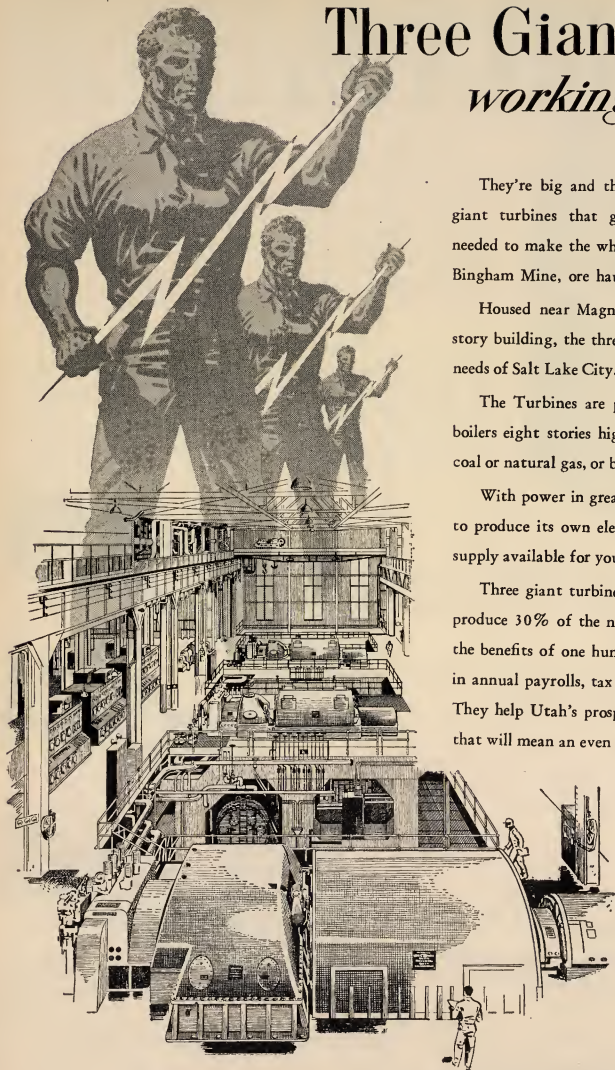 Three Gian
working
They're big and th
giant turbines that g
needed to make the wh
Bingham Mine, ore hau
Housed near Magn
story building, the thre
needs of Salt Lake City.
The Turbines are p
boilers eight stories hig
coal or natural gas, or b
With power in grea
to produce its own ele
supply available for you
Three giant turbine
produce 30% of the n
the benefits of one hun
in annual payrolls, tax
They help Utah's prosp
that will mean an even